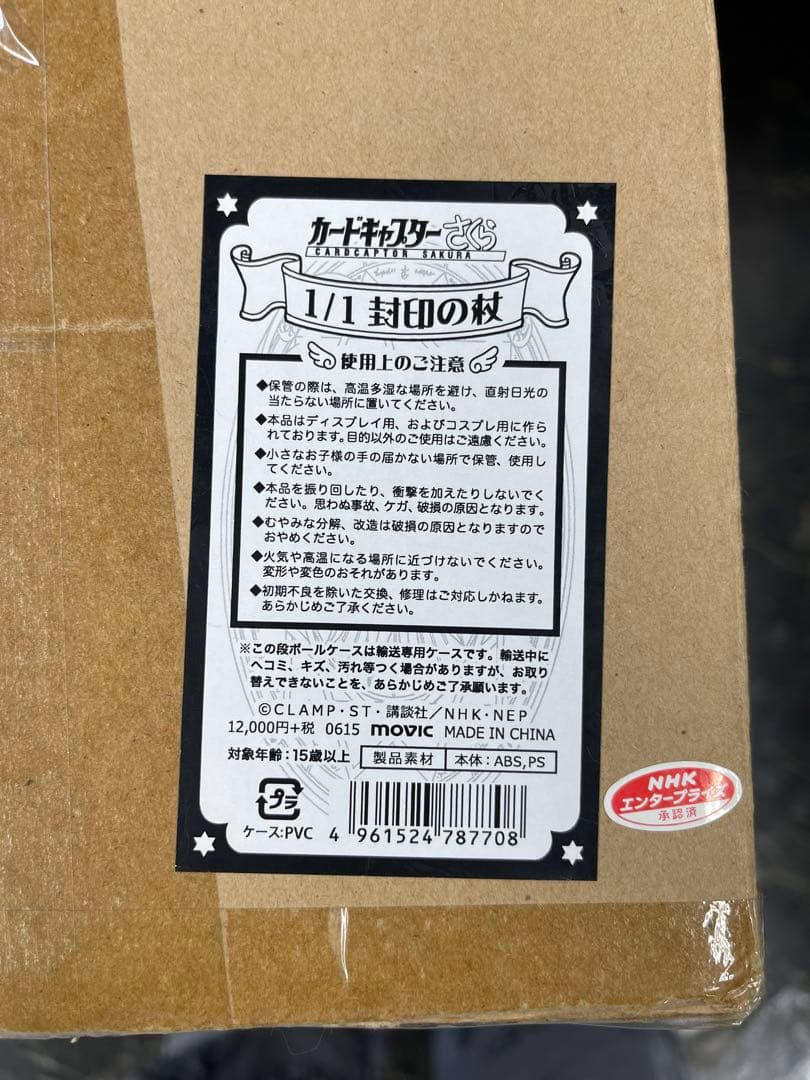 カードキャプターさくら
CARDCAPTOR SAKURA
1/1 封印の杖
使用上のご注意
◆保管の際は、高温多湿な場所を避け、直射日光の
当たらない場所に置いてください。
◆本品はディスプレイ用、およびコスプレ用に作ら
れております。目的以外のご使用はご遠慮ください。
◆小さなお子様の手の届かない場所で保管、使用し
てください。
◆本品を振り回したり、衝撃を加えたりしないでく
ださい。思わぬ事故、ケガ、破損の原因となります。
◆むやみな分解、改造は破損の原因となりますので
おやめください。
◆火気や高温になる場所に近づけないでください。
変形や変色のおそれがあります。
◆初期不良を除いた交換、修理はご対応しかねます。
あらかじめご了承ください。
※この段ボールケースは輸送専用ケースです。輸送中に
ヘコミ、キズ、汚れ等つく場合がありますが、お取り
替えできないことを、あらかじめご了承願います。
©CLAMP・ST・講談社／NHK・NEP
12,000円+税 0615 movic MADE IN CHINA
対象年齢：15歳以上 製品素材 本体：ABS,PS
プラ
ケース:PVC 4 961524 787708
NHK
エンタープライズ
承認済